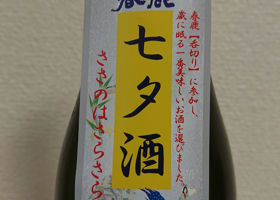 春鹿
春鹿【呑切り】に参加し、
蔵に眠る一番美味しいお酒を選びました。
七夕酒
ささのはさらさら